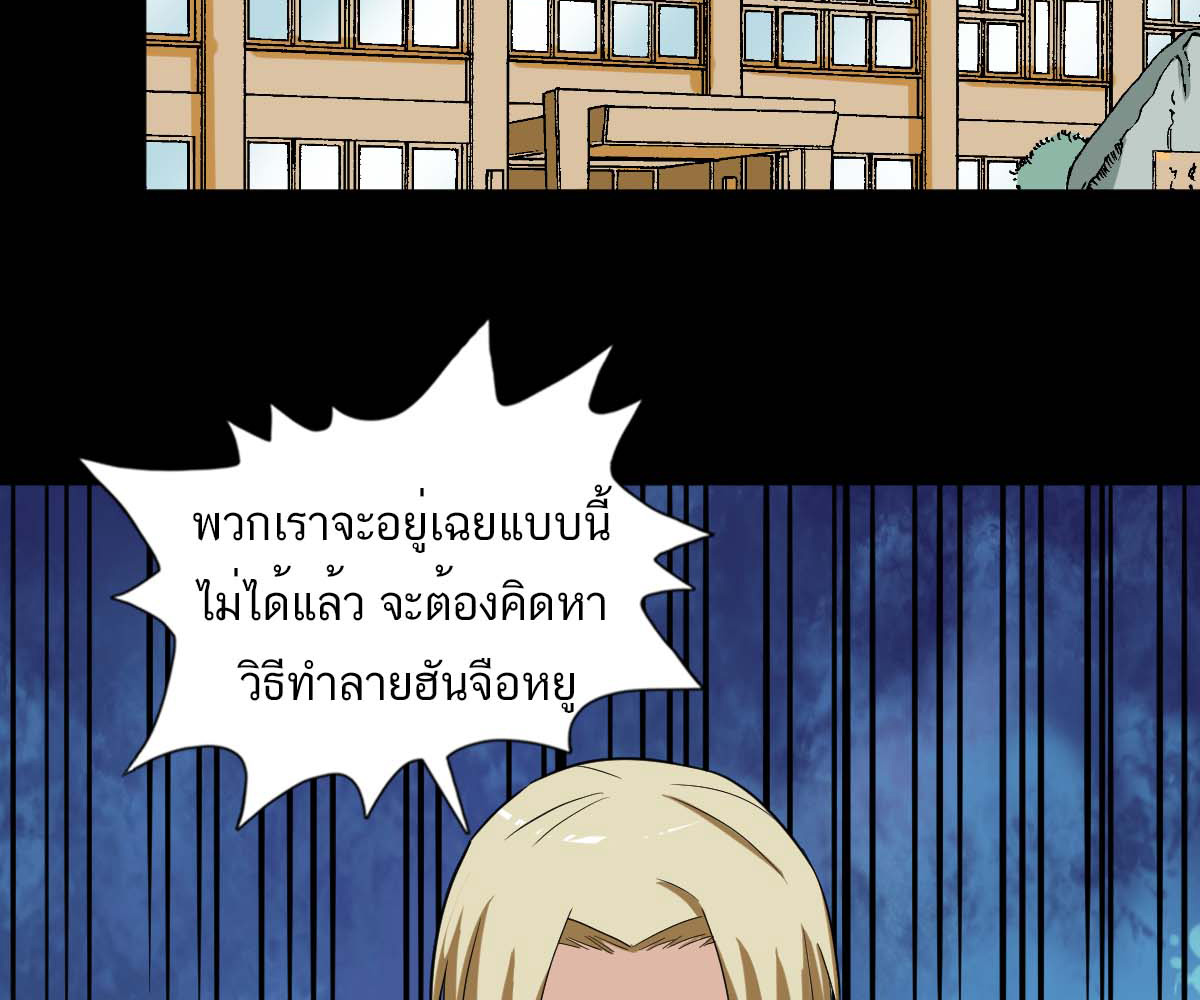 พวกเราจะอยู่เฉยแบบนี้
ไม่ได้แล้ว จะต้องคิดหา
วิธีทำลายฮันจือหยู